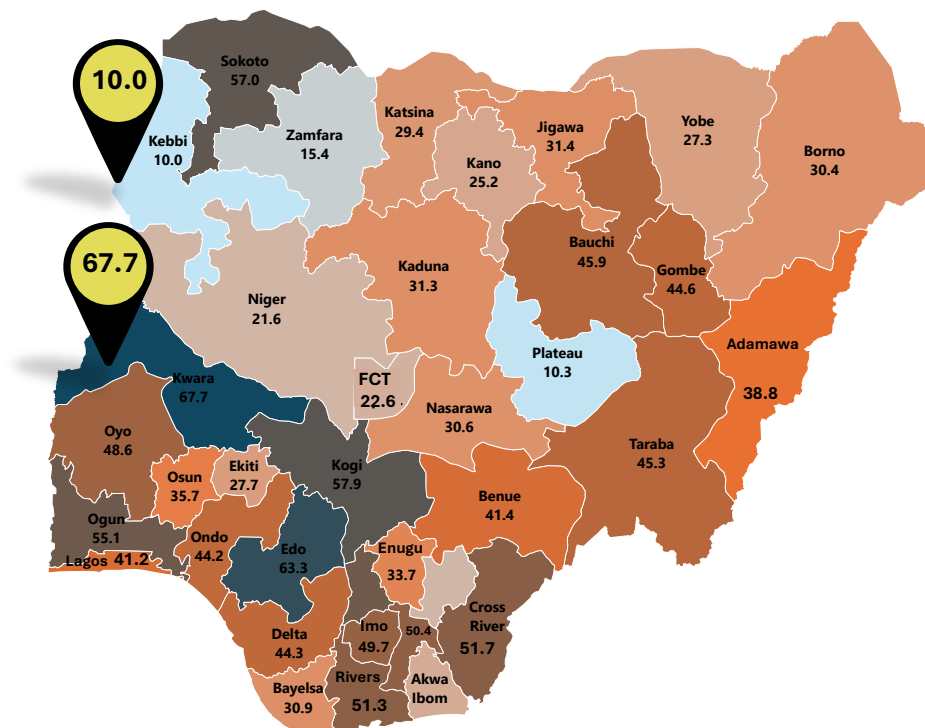 10.0
Sokoto
57.0
Kebbi
10.0
Zamfara
15.4
Katsina
29.4
Kano
25.2
Jigawa
31.4
Yobe
27.3
Borno
30.4
67.7
Niger
21.6
Kaduna
31.3
Bauchi
45.9
Gombe
44.6
Adamawa
38.8
Plateau
10.3
FCT
22.6
Kwara
67.7
Nasarawa
30.6
Taraba
45.3
Oyo
48.6
Osun
35.7
Ekiti
27.7
Kogi
57.9
Benue
41.4
Ogun
55.1
Lagos 41.2
Ondo
44.2
Edo
63.3
Enugu
33.7
Cross
River
51.7
Delta
44.3
Imo
49.7
50.4
Bayelsa
30.9
Rivers
51.3
Akwa
Ibom